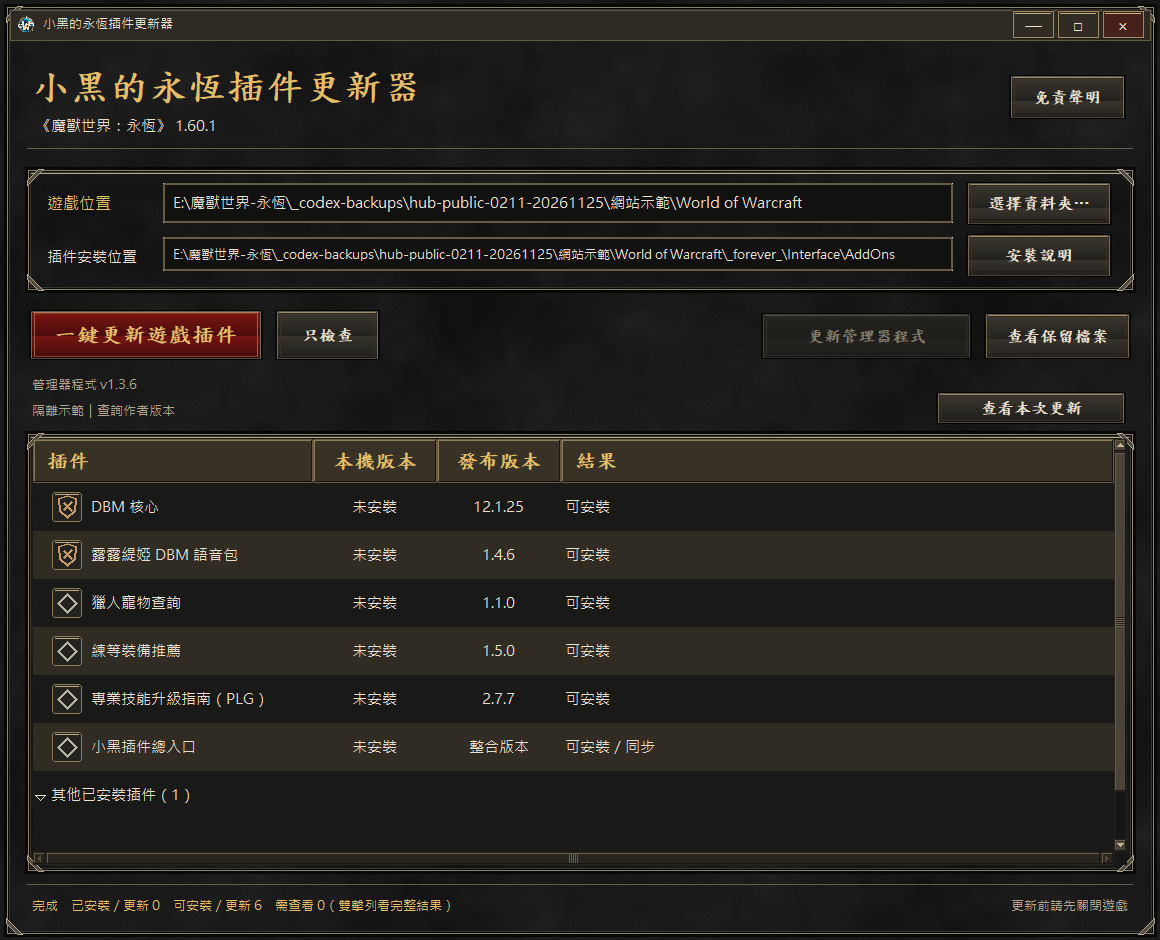 小黑的永恆插件更新器
小黑的永恆插件更新器
《魔獸世界：永恆》 1.60.1
免責聲明
遊戲位置
E:\魔獸世界-永恆\_codex-backups\hub-public-0211-20261125\網站示範\World of Warcraft
選擇資料夾…
插件安裝位置
E:\魔獸世界-永恆\_codex-backups\hub-public-0211-20261125\網站示範\World of Warcraft\_forever_\Interface\AddOns
安裝說明
一鍵更新遊戲插件
只檢查
更新管理器程式
查看保留檔案
管理器程式 v1.3.6
隔離示範 | 查詢作者版本
查看本次更新
插件 本機版本 發布版本 結果
DBM 核心 未安裝 12.1.25 可安裝
露露緹婭 DBM 語音包 未安裝 1.4.6 可安裝
獵人寵物查詢 未安裝 1.1.0 可安裝
練等裝備推薦 未安裝 1.5.0 可安裝
專業技能升級指南 ( PLG ) 未安裝 2.7.7 可安裝
小黑插件總入口 未安裝 整合版本 可安裝 / 同步
其他已安裝插件 ( 1 )
完成 已安裝 / 更新 0 可安裝 / 更新 6 需查看 0 ( 雙擊列看完整結果 )
更新前請先關閉遊戲